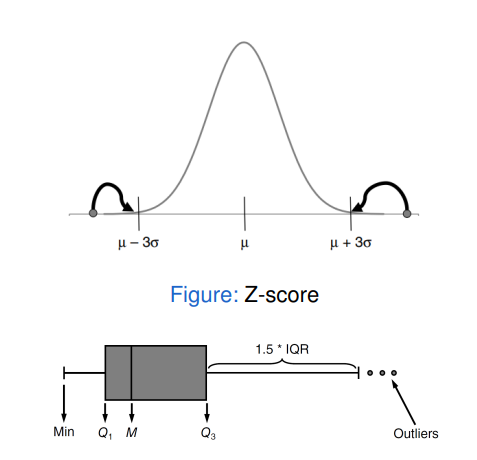 μ − 3σ μ μ + 3σ
Figure: Z-score
1.5 * IQR
Min Q1 M Q3 Outliers